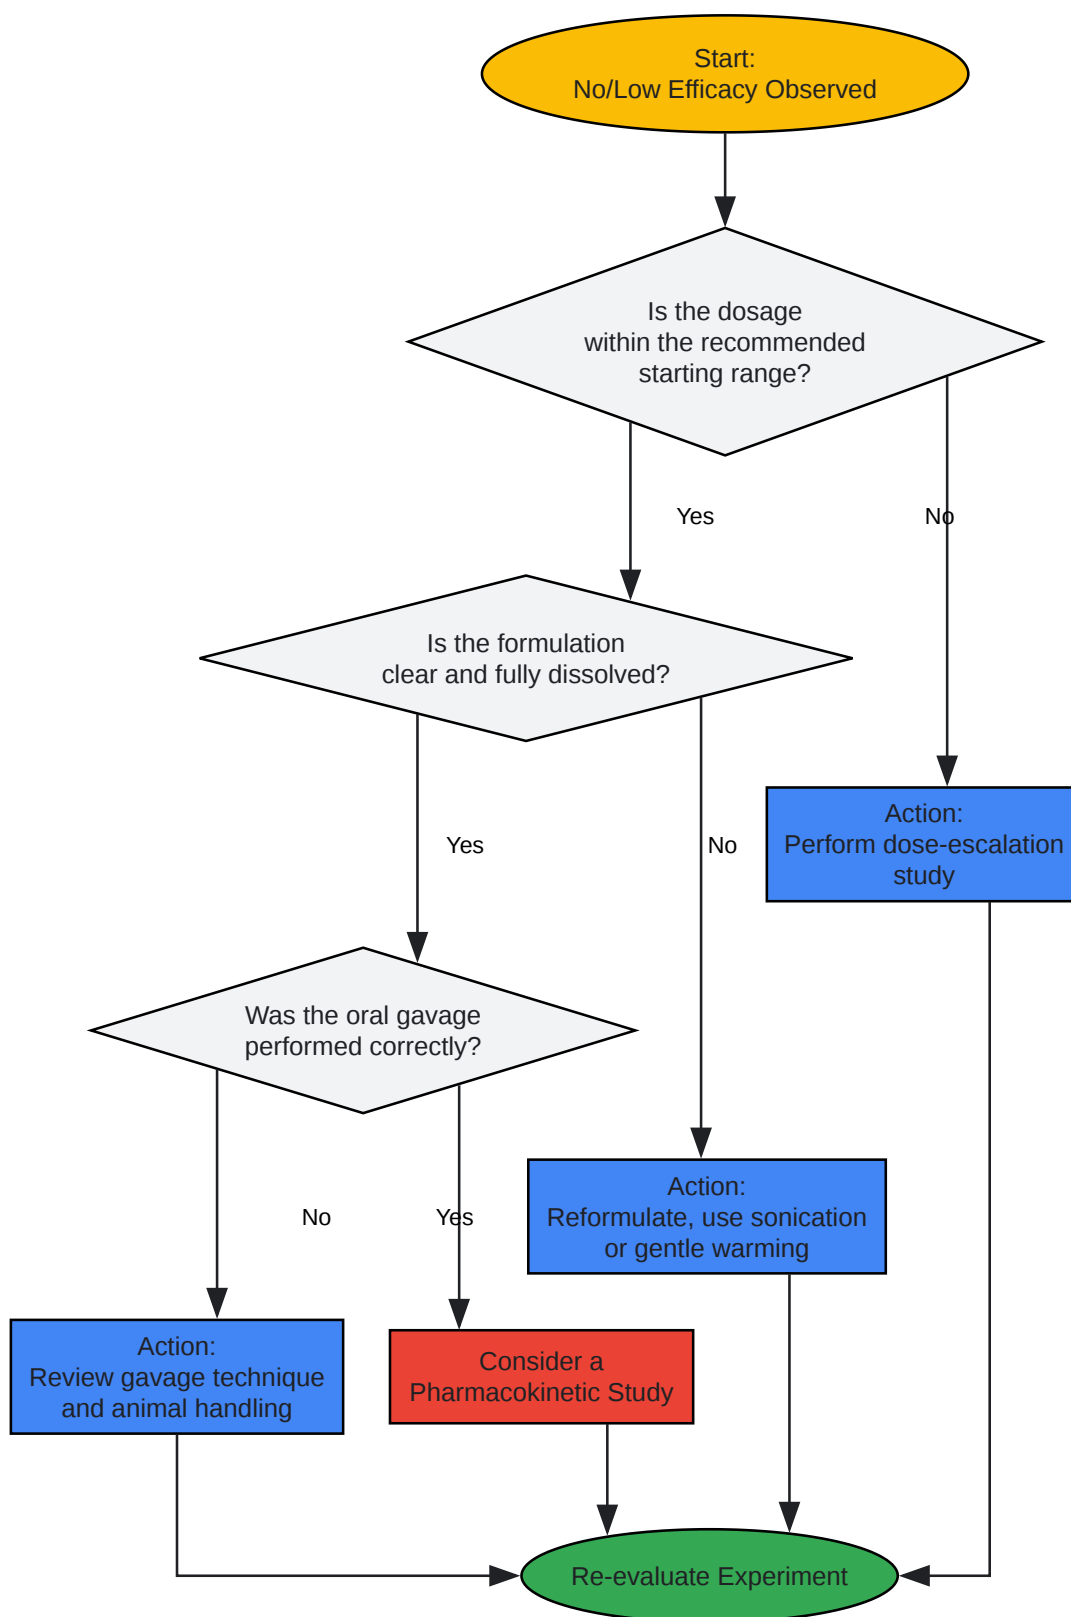 Start:
No/Low Efficacy Observed
Is the dosage
within the recommended
starting range?
Yes
No
Is the formulation
clear and fully dissolved?
Yes
No
Action:
Perform dose-escalation
study
Was the oral gavage
performed correctly?
No
Yes
Action:
Reformulate, use sonication
or gentle warming
Action:
Review gavage technique
and animal handling
Consider a
Pharmacokinetic Study
Re-evaluate Experiment